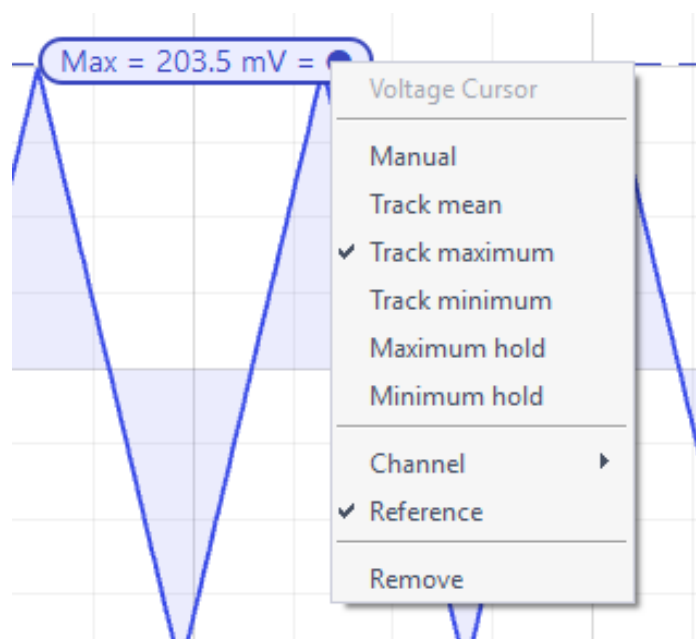 Max = 203.5 mV =
Voltage Cursor
Manual
Track mean
Track maximum
Track minimum
Maximum hold
Minimum hold
Channel
Reference
Remove